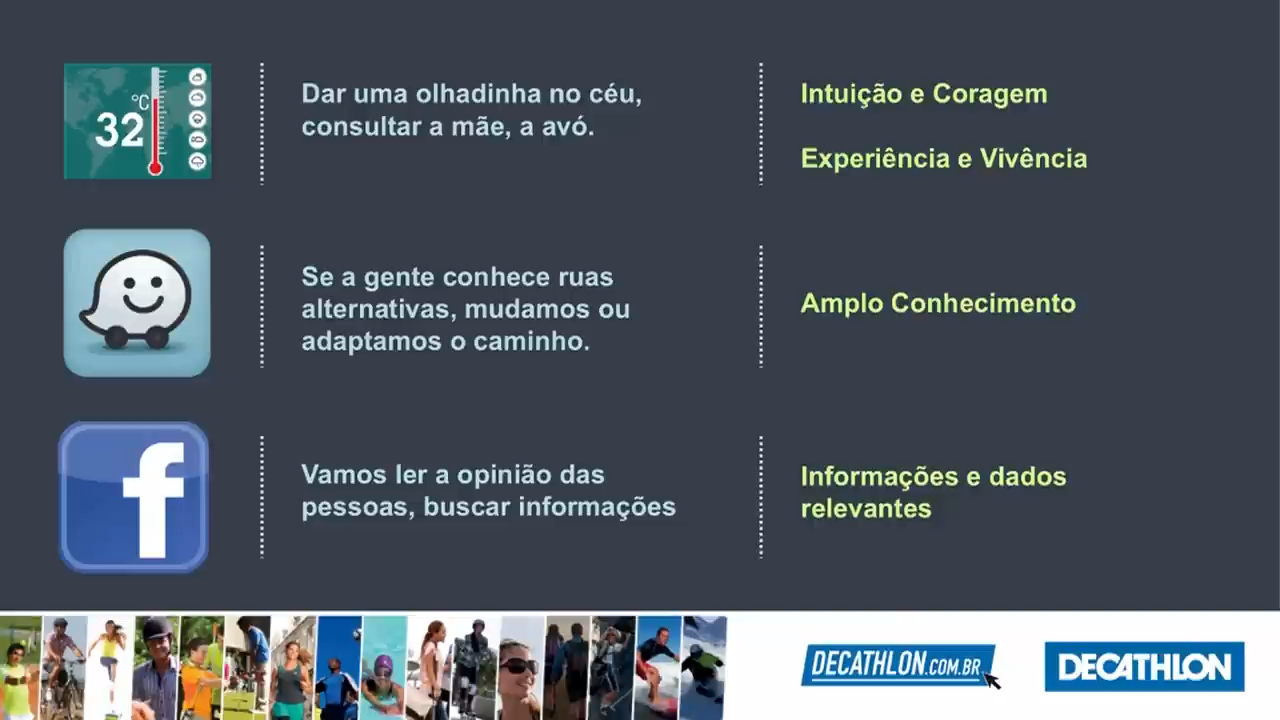 °C
32
Dar uma olhadinha no céu,
consultar a mãe, a avó.
Intuição e Coragem
Experiência e Vivência
Se a gente conhece ruas
alternativas, mudamos ou
adaptamos o caminho.
Amplo Conhecimento
f
Vamos ler a opinião das
pessoas, buscar informações
Informações e dados
relevantes
DECATHLON.COM.BR
DECATHLON